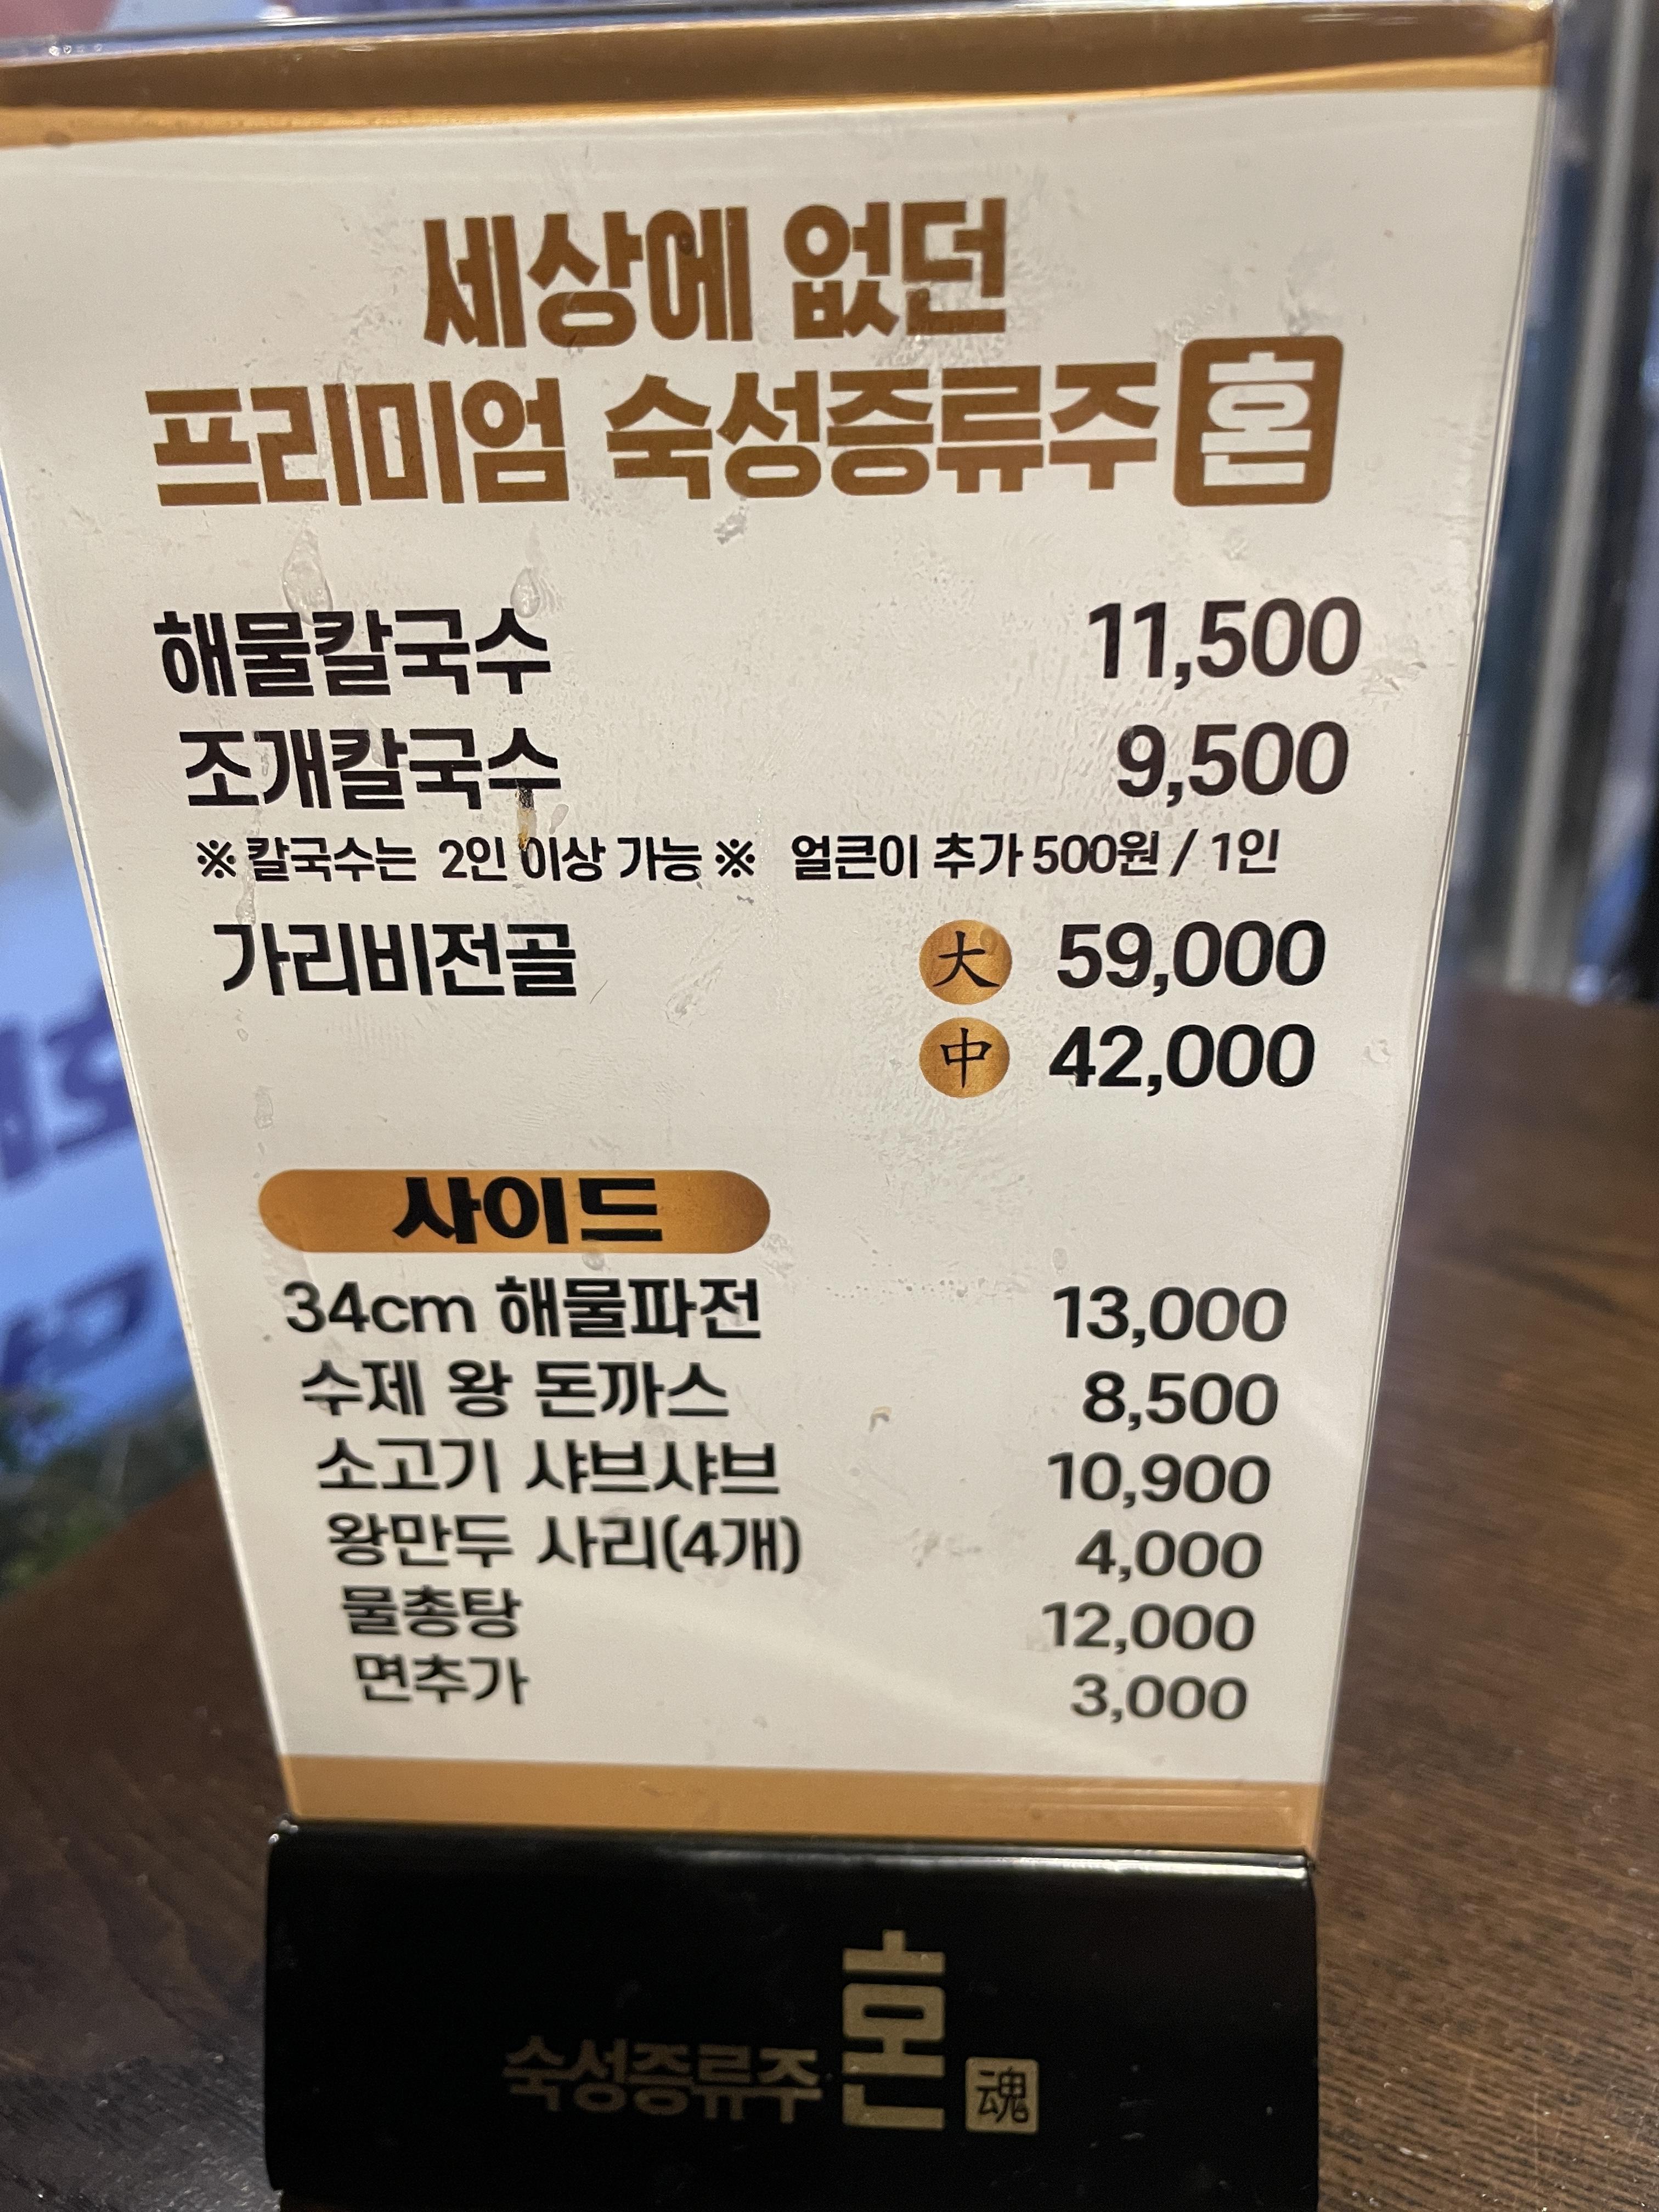 세상에 없던
프리미엄 숙성증류주 혼
해물칼국수 11,500
조개칼국수 9,500
※ 칼국수는 2인 이상 가능 ※ 얼큰이 추가 500원 / 1인
가리비전골 大 59,000
中 42,000
사이드
34cm 해물파전 13,000
수제 왕 돈까스 8,500
소고기 샤브샤브 10,900
왕만두 사리(4개) 4,000
물총탕 12,000
면추가 3,000
숙성증류주 혼 魂